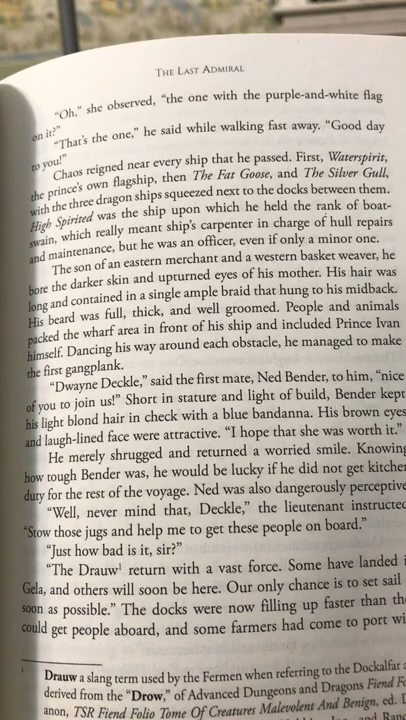 THE LAST ADMIRAL
“Oh,” she observed, “the one with the purple-and-white flag
on it?”
“That’s the one,” he said while walking fast away. “Good day
to you!”
Chaos reigned near every ship that he passed. First, Waterspirit,
the prince’s own flagship, then The Fat Goose, and The Silver Gull,
with the three dragon ships squeezed next to the docks between them.
High Spirited was the ship upon which he held the rank of boat-
swain, which really meant ship’s carpenter in charge of hull repairs
and maintenance, but he was an officer, even if only a minor one.
The son of an eastern merchant and a western basket weaver, he
bore the darker skin and upturned eyes of his mother. His hair was
long and contained in a single ample braid that hung to his midback.
His beard was full, thick, and well groomed. People and animals
packed the wharf area in front of his ship and included Prince Ivan
himself. Dancing his way around each obstacle, he managed to make
the first gangplank.
“Dwayne Deckle,” said the first mate, Ned Bender, to him, “nice
of you to join us!” Short in stature and light of build, Bender kept
his light blond hair in check with a blue bandanna. His brown eyes
and laugh-lined face were attractive. “I hope that she was worth it.”
He merely shrugged and returned a worried smile. Knowing
how tough Bender was, he would be lucky if he did not get kitchen
duty for the rest of the voyage. Ned was also dangerously perceptive
“Well, never mind that, Deckle,” the lieutenant instructed
“Stow those jugs and help me to get these people on board.”
“Just how bad is it, sir?”
“The Drauw¹ return with a vast force. Some have landed i
Gela, and others will soon be here. Our only chance is to set sail
soon as possible.” The docks were now filling up faster than th
could get people aboard, and some farmers had come to port wi
1 Drauw a slang term used by the Fermen when referring to the Dockalfar a
derived from the “Drow,” of Advanced Dungeons and Dragons Fiend Fo
anon, TSR Fiend Folio Tome Of Creatures Malevolent And Benign, ed. D